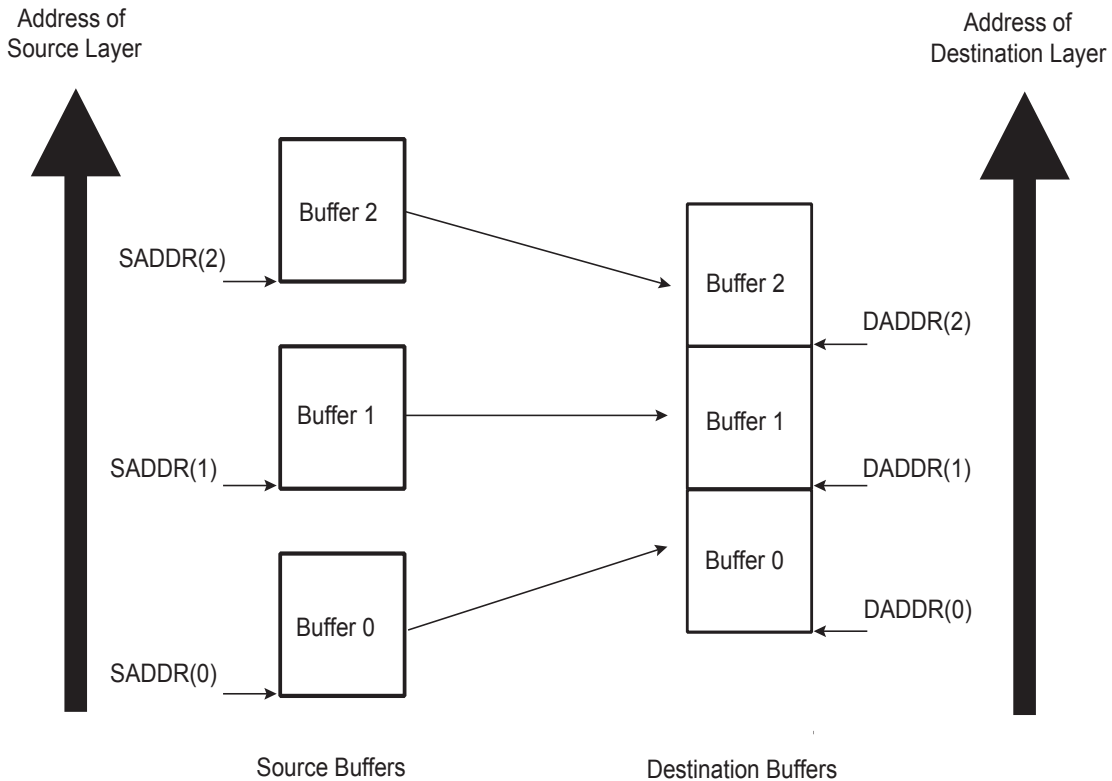 Address of
Source Layer
Address of
Destination Layer
Buffer 2
SADDR(2)
Buffer 2
DADDR(2)
Buffer 1
Buffer 1
SADDR(1)
DADDR(1)
Buffer 0
DADDR(0)
Buffer 0
SADDR(0)
Source Buffers
Destination Buffers